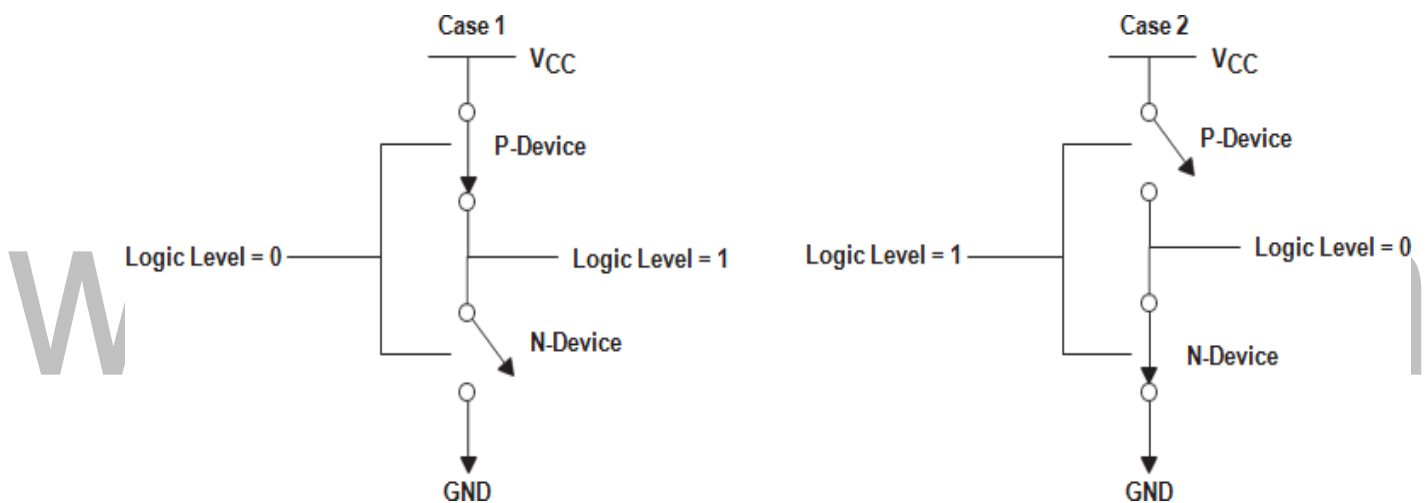 Case 1
VCC
P-Device
Logic Level = 0
Logic Level = 1
N-Device
GND
Case 2
VCC
P-Device
Logic Level = 1
Logic Level = 0
N-Device
GND